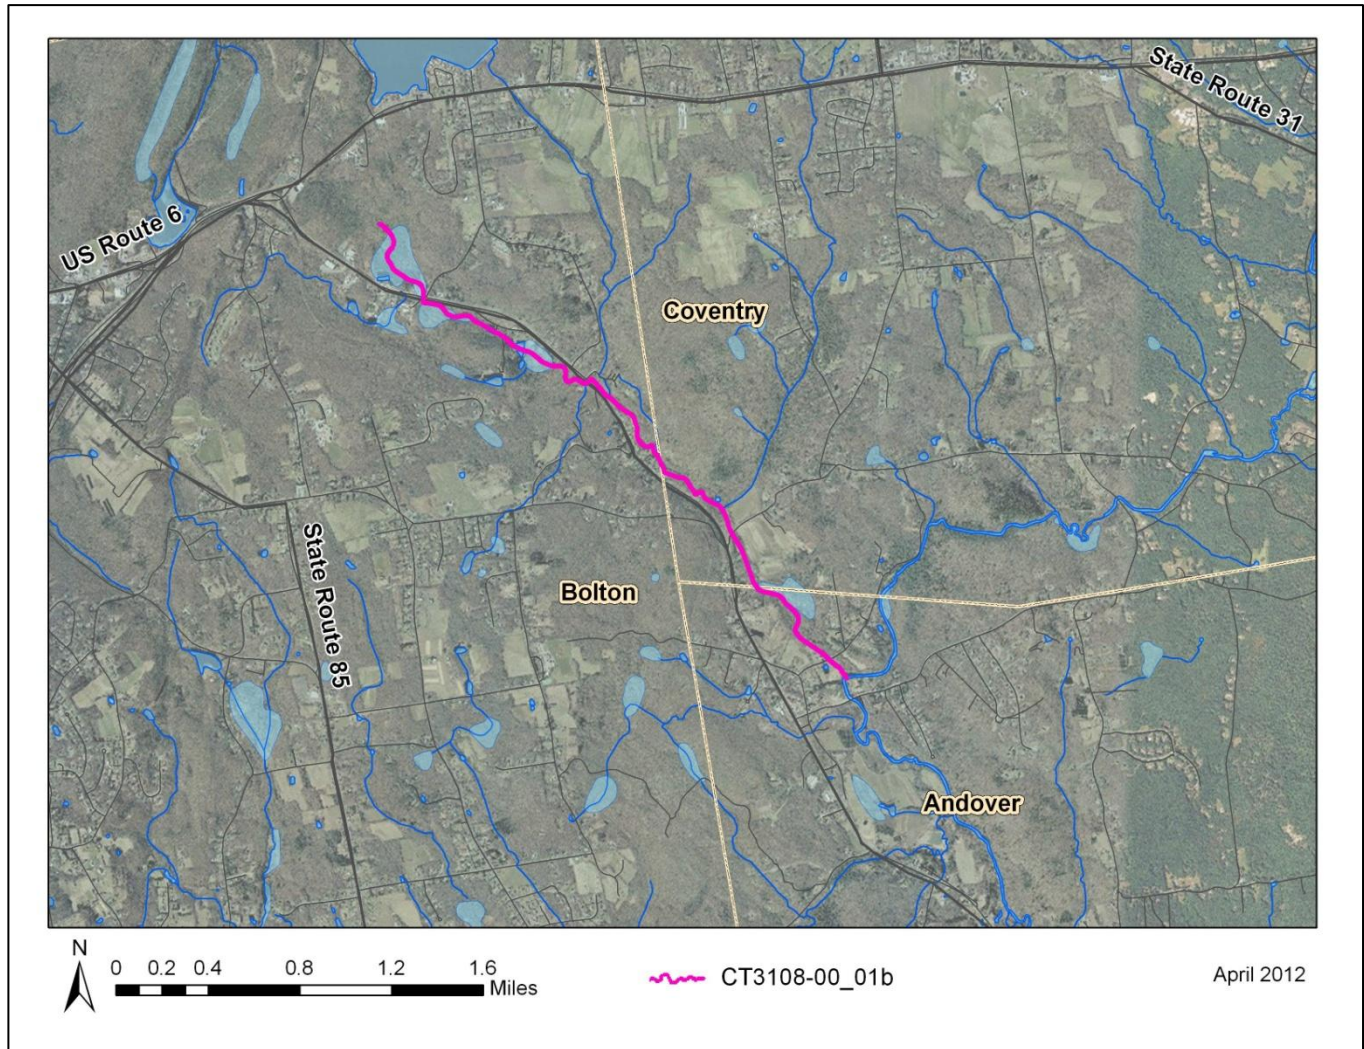 State Route 31
US Route 6
Coventry
State Route 85
Bolton
Andover
N
0 0.2 0.4 0.8 1.2 1.6
Miles
CT3108-00_01b
April 2012